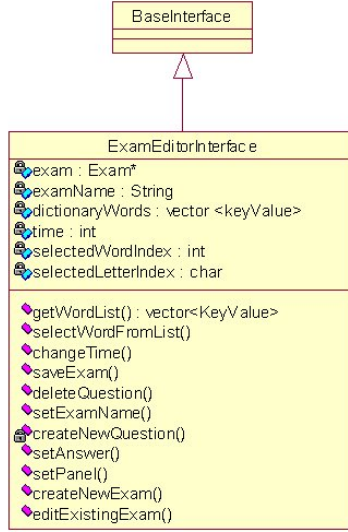 BaseInterface
ExamEditorInterface
exam : Exam*
examName : String
dictionaryWords : vector <keyValue>
time : int
selectedWordIndex : int
selectedLetterIndex : char
getWordList() : vector<KeyValue>
selectWordFromList()
changeTime()
saveExam()
deleteQuestion()
setExamName()
createNewQuestion()
setAnswer()
setPanel()
createNewExam()
editExistingExam()